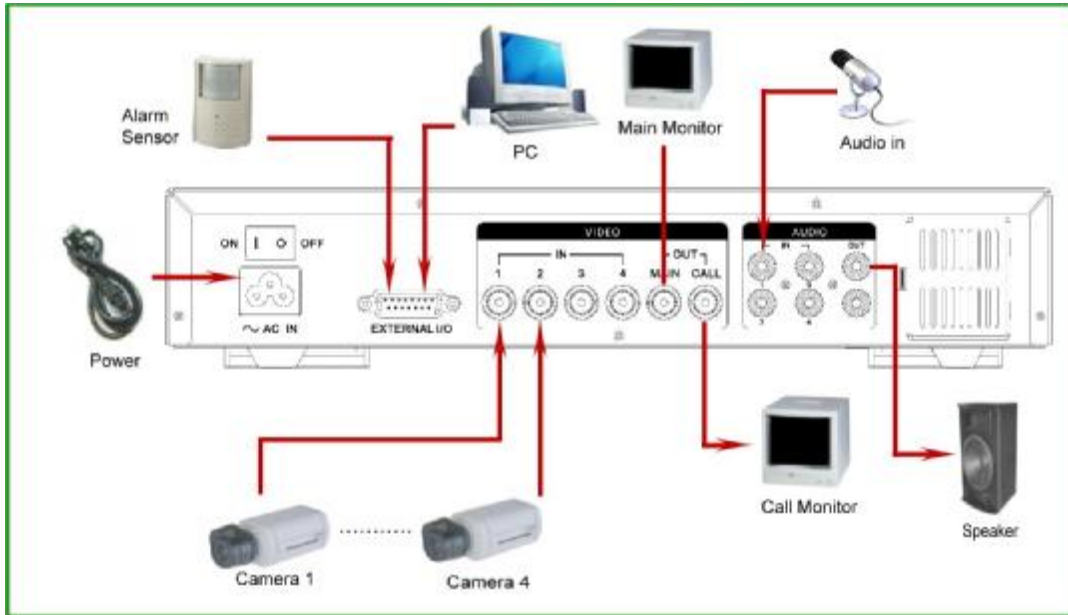 Alarm
Sensor
PC
Main Monitor
Audio in
ON
OFF
AC IN
Power
EXTERNAL I/O
VIDEO
IN
OUT
1
2
3
4
MAIN
CALL
AUDIO
IN
OUT
Camera 1
Camera 4
Call Monitor
Speaker